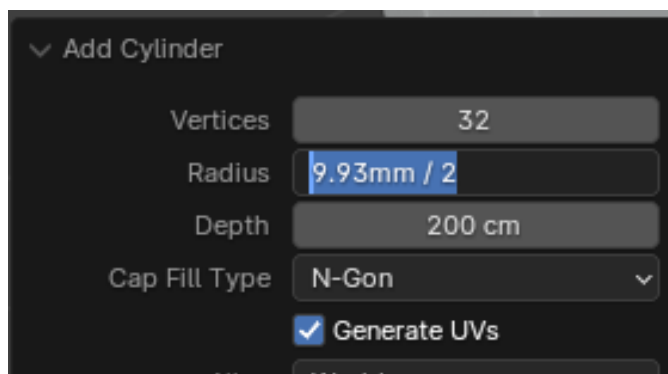 Add Cylinder
Vertices 32
Radius 9.93mm / 2
Depth 200 cm
Cap Fill Type N-Gon
Generate UVs